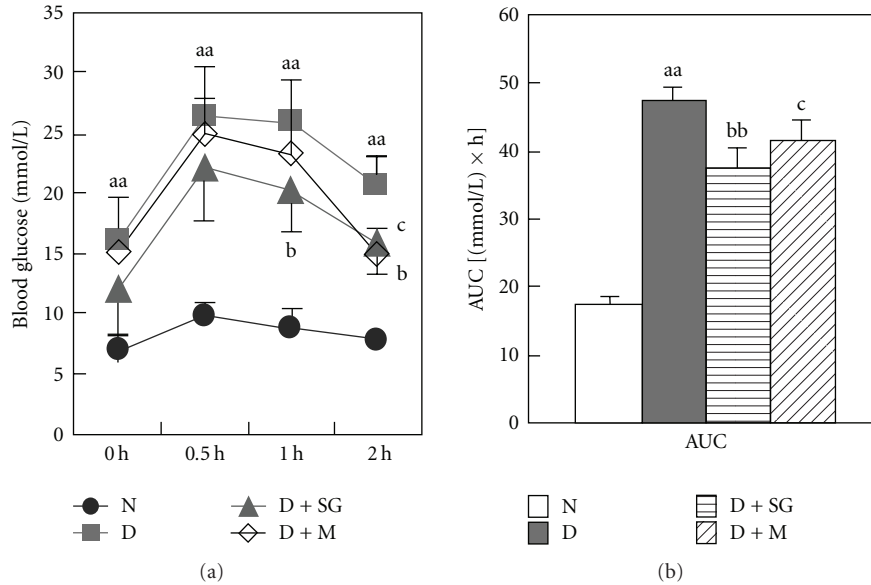 35
30
25
20
15
10
5
0
Blood glucose (mmol/L)
aa
aa
aa
aa
b
c
b
0 h 0.5 h 1 h 2 h
N D + SG
D D + M
(a)
60
50
40
30
20
10
0
AUC [(mmol/L) × h]
aa
bb
c
AUC
N D + SG
D D + M
(b)